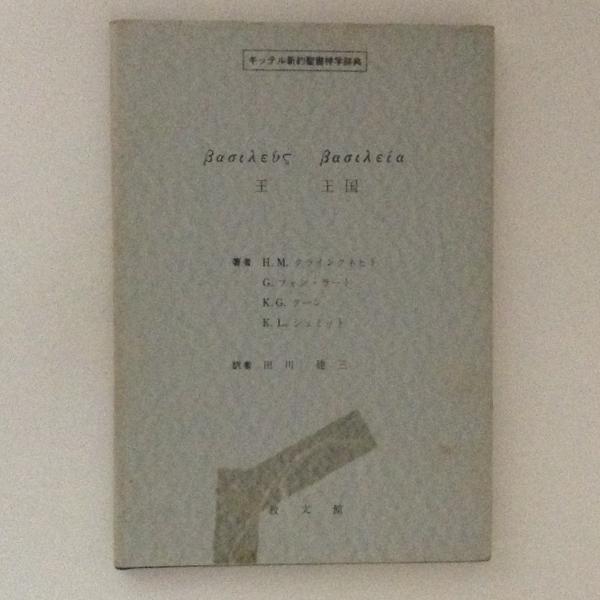 キッテル新約聖書神学辞典
βασιλεύς βασιλεία
王 王国
著者 H.M. クラインクネヒト
G. フォン・ラート
K.G. クーン
K.L. シュミット
訳者 田川 建三
教文館